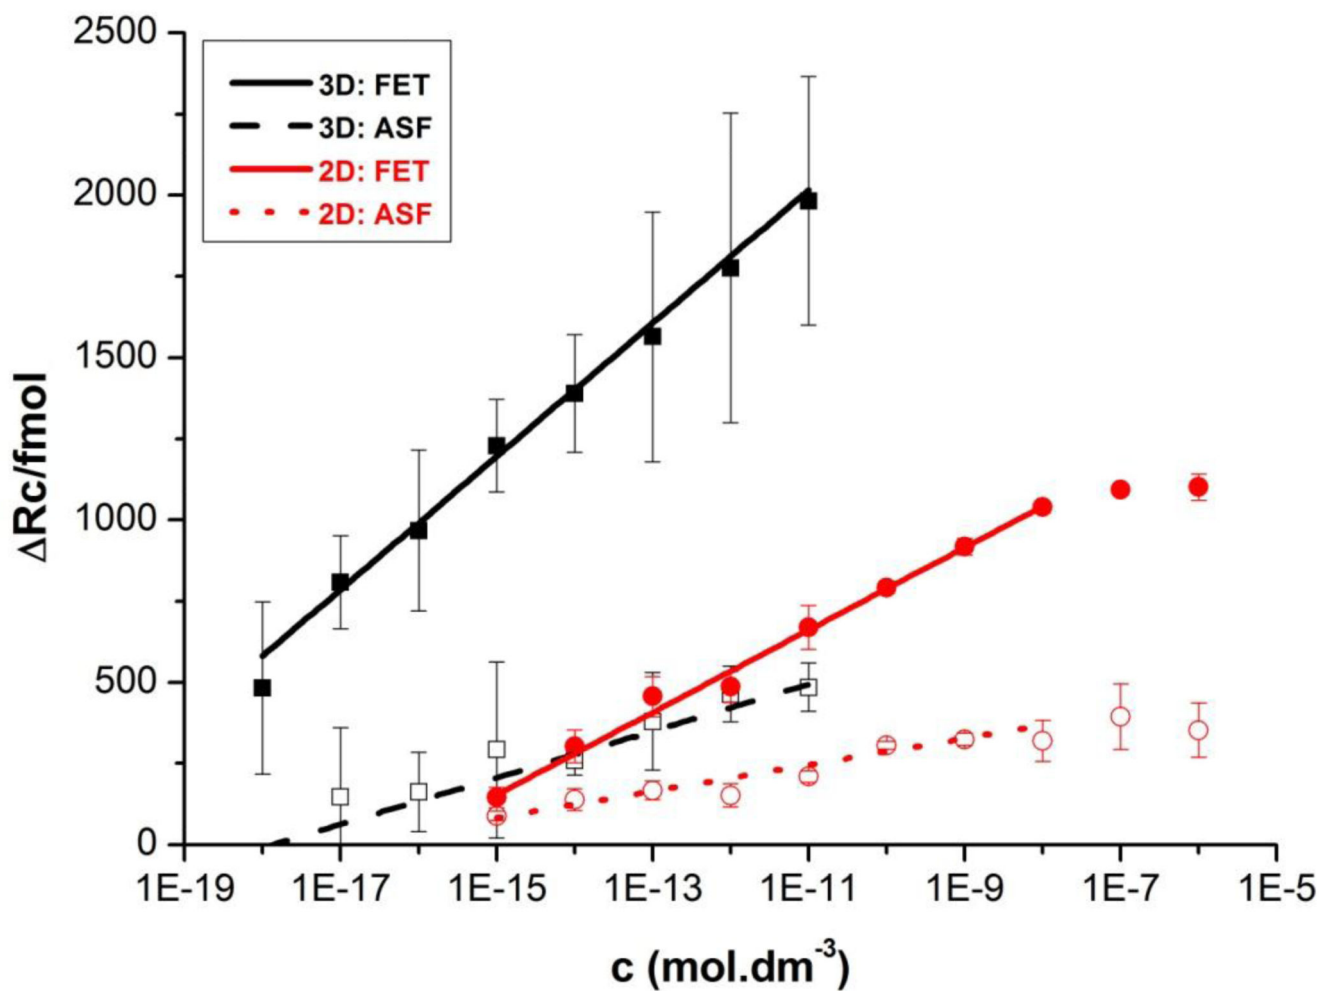 2500
2000
1500
1000
500
0
ΔRc/fmol
3D: FET
3D: ASF
2D: FET
2D: ASF
1E-19 1E-17 1E-15 1E-13 1E-11 1E-9 1E-7 1E-5
c (mol.dm⁻³)